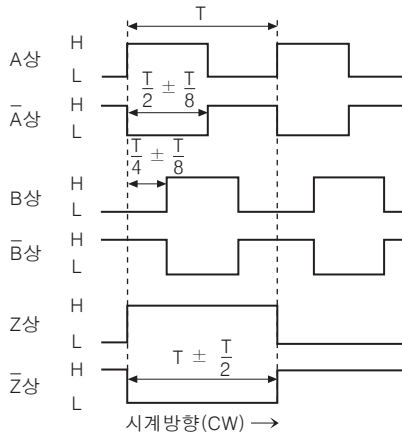 T
A상 H
L
A̅상 H
L
T/2 ± T/8
T/4 ± T/8
B상 H
L
B̅상 H
L
Z상 H
L
Z̅상 H
L
T ± T/2
시계방향(CW) →